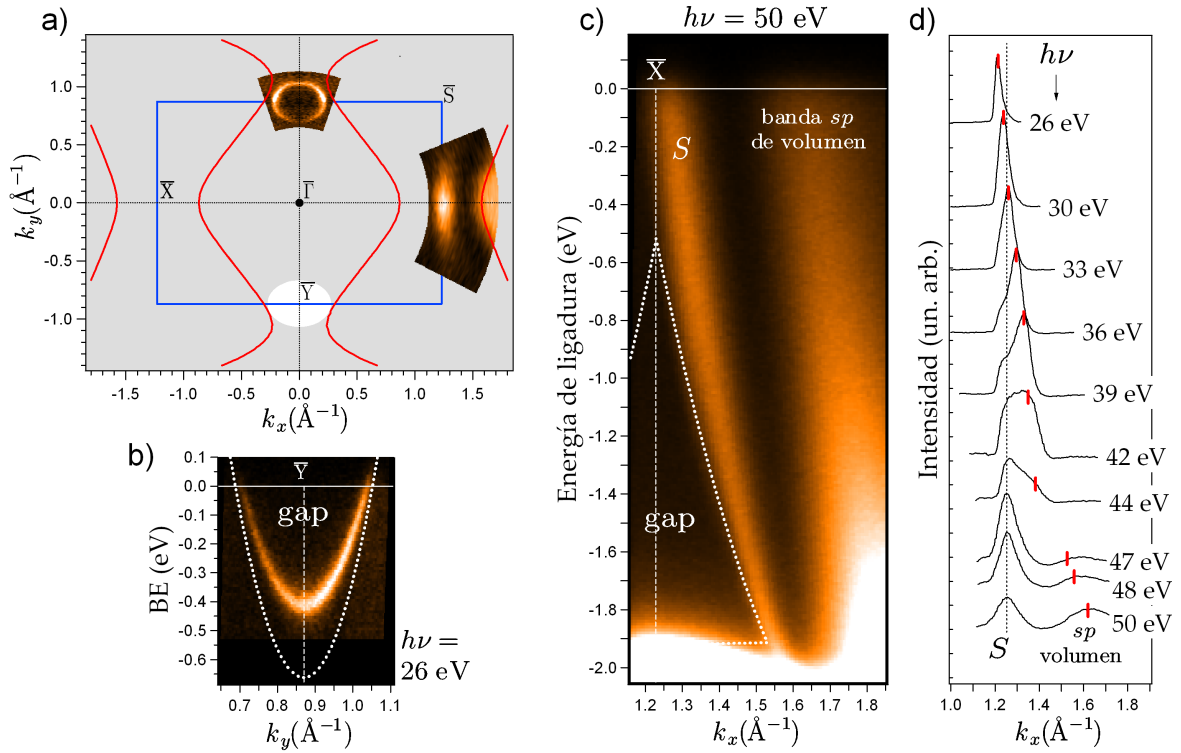 a)
1.0
0.5
0.0
-0.5
-1.0
k_y(Å⁻¹)
S̅
X̅
Γ̅
Y̅
-1.5 -1.0 -0.5 0.0 0.5 1.0 1.5
k_x(Å⁻¹)
b)
0.1
0.0
-0.1
-0.2
-0.3
-0.4
-0.5
-0.6
BE (eV)
Y̅
gap
hν =
26 eV
0.7 0.8 0.9 1.0 1.1
k_y(Å⁻¹)
c)
hν = 50 eV
X̅
0.0
-0.2
-0.4
-0.6
-0.8
-1.0
-1.2
-1.4
-1.6
-1.8
-2.0
Energía de ligadura (eV)
S
banda sp
de volumen
gap
1.2 1.3 1.4 1.5 1.6 1.7 1.8
k_x(Å⁻¹)
d)
hν
26 eV
30 eV
33 eV
36 eV
39 eV
42 eV
44 eV
47 eV
48 eV
50 eV
Intensidad (un. arb.)
S
sp
volumen
1.0 1.2 1.4 1.6 1.8
k_x(Å⁻¹)